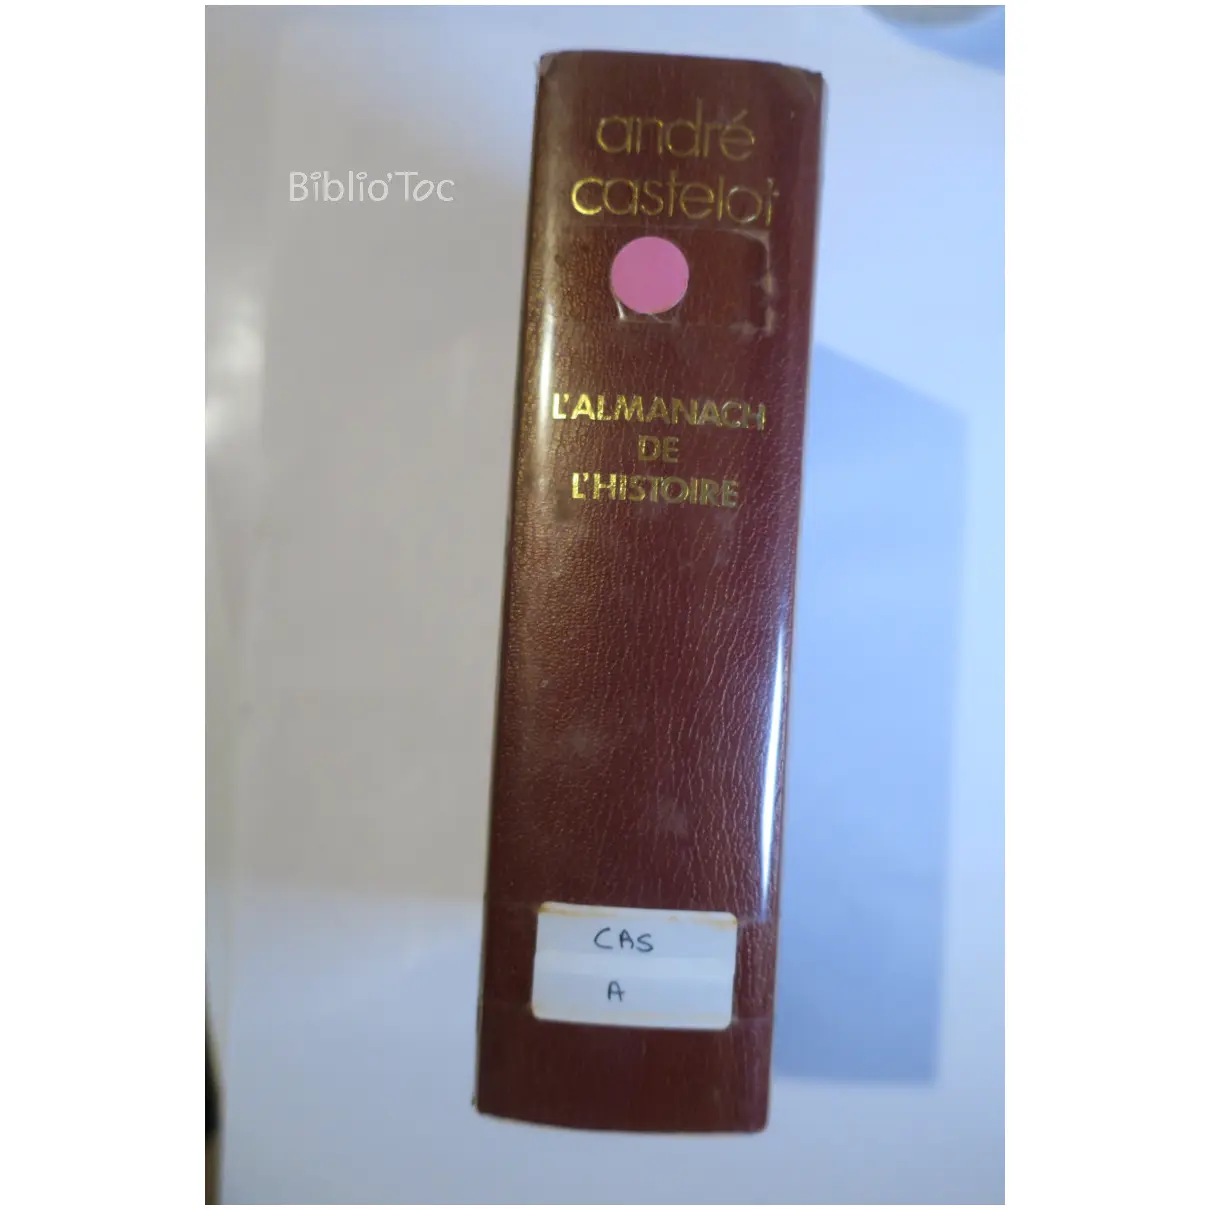 andré
castelot
Biblio'Toc
L'ALMANACH
DE
L'HISTOIRE
CAS
A